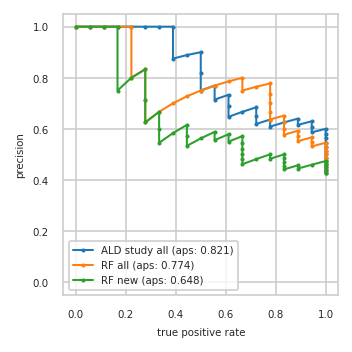 1.0
0.8
0.6
0.4
0.2
0.0
precision
ALD study all (aps: 0.821)
RF all (aps: 0.774)
RF new (aps: 0.648)
0.0 0.2 0.4 0.6 0.8 1.0
true positive rate